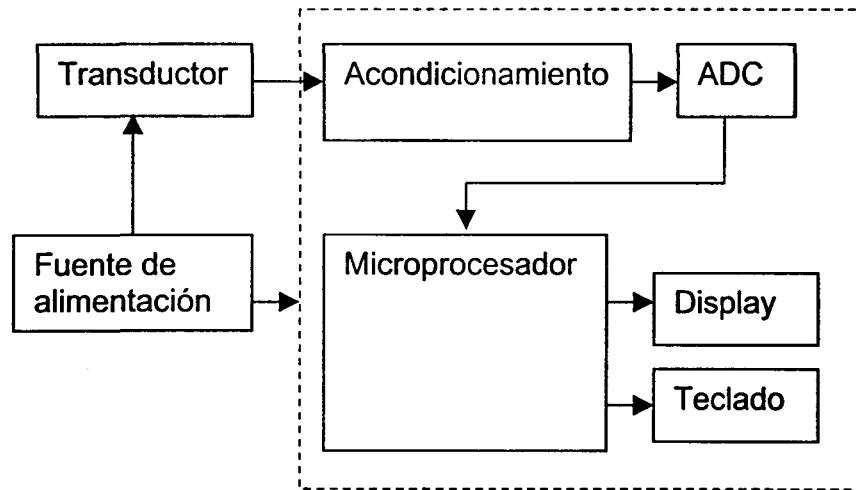 Transductor
Acondicionamiento
ADC
Fuente de
alimentación
Microprocesador
Display
Teclado